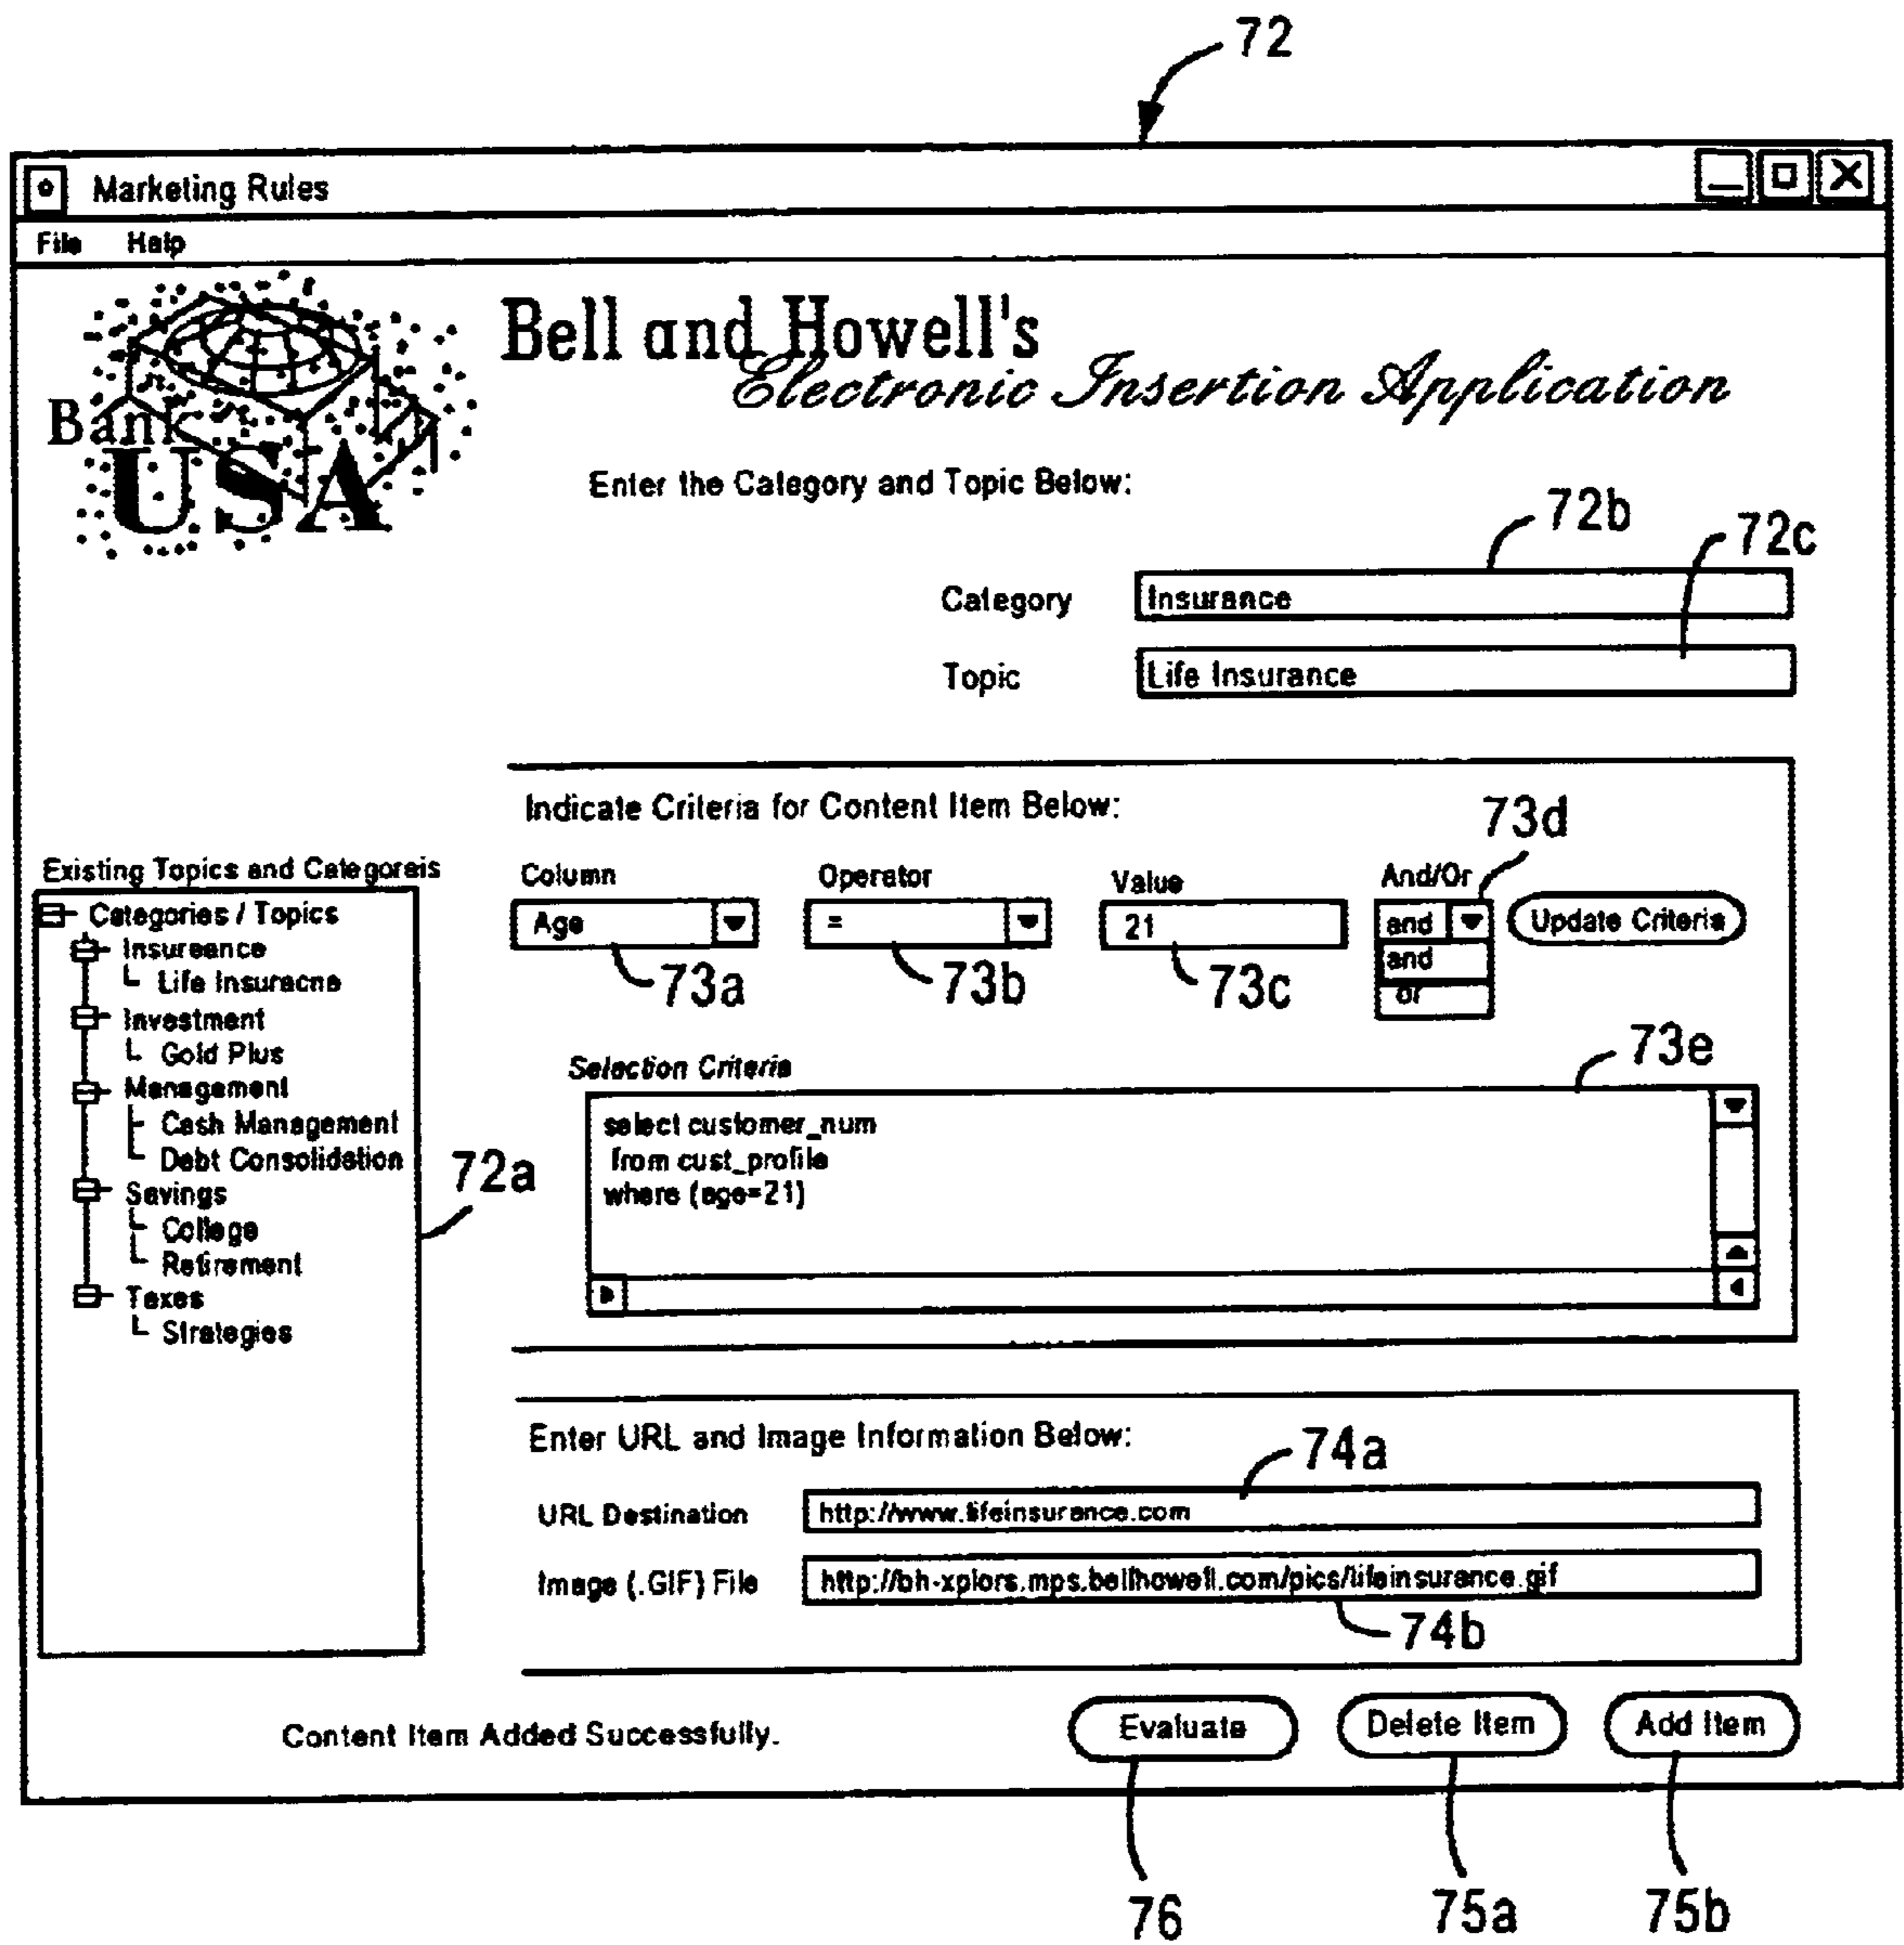 72
Marketing Rules
File Help
Bell and Howell's
Electronic Insertion Application
Bank
USA
Enter the Category and Topic Below:
72b
72c
Category Insurance
Topic Life Insurance
Indicate Criteria for Content Item Below:
73d
Existing Topics and Categorais
Column Operator Value And/Or
Age = 21 and Update Criteria
and
or
73a 73b 73c
Categories / Topics
Insureance
Life Insuracne
Investment
Gold Plus
Management
Cash Management
Debt Consolidation
Savings
College
Retirement
Taxes
Strategies
72a
Selection Criteria
73e
select customer_num
from cust_profile
where (age=21)
Enter URL and Image Information Below:
74a
URL Destination http://www.lifeinsurance.com
Image (.GIF) File http://bh-xplors.mps.bellhowell.com/pics/lifeinsurance.gif
74b
Content Item Added Successfully.
Evaluate Delete Item Add Item
76 75a 75b